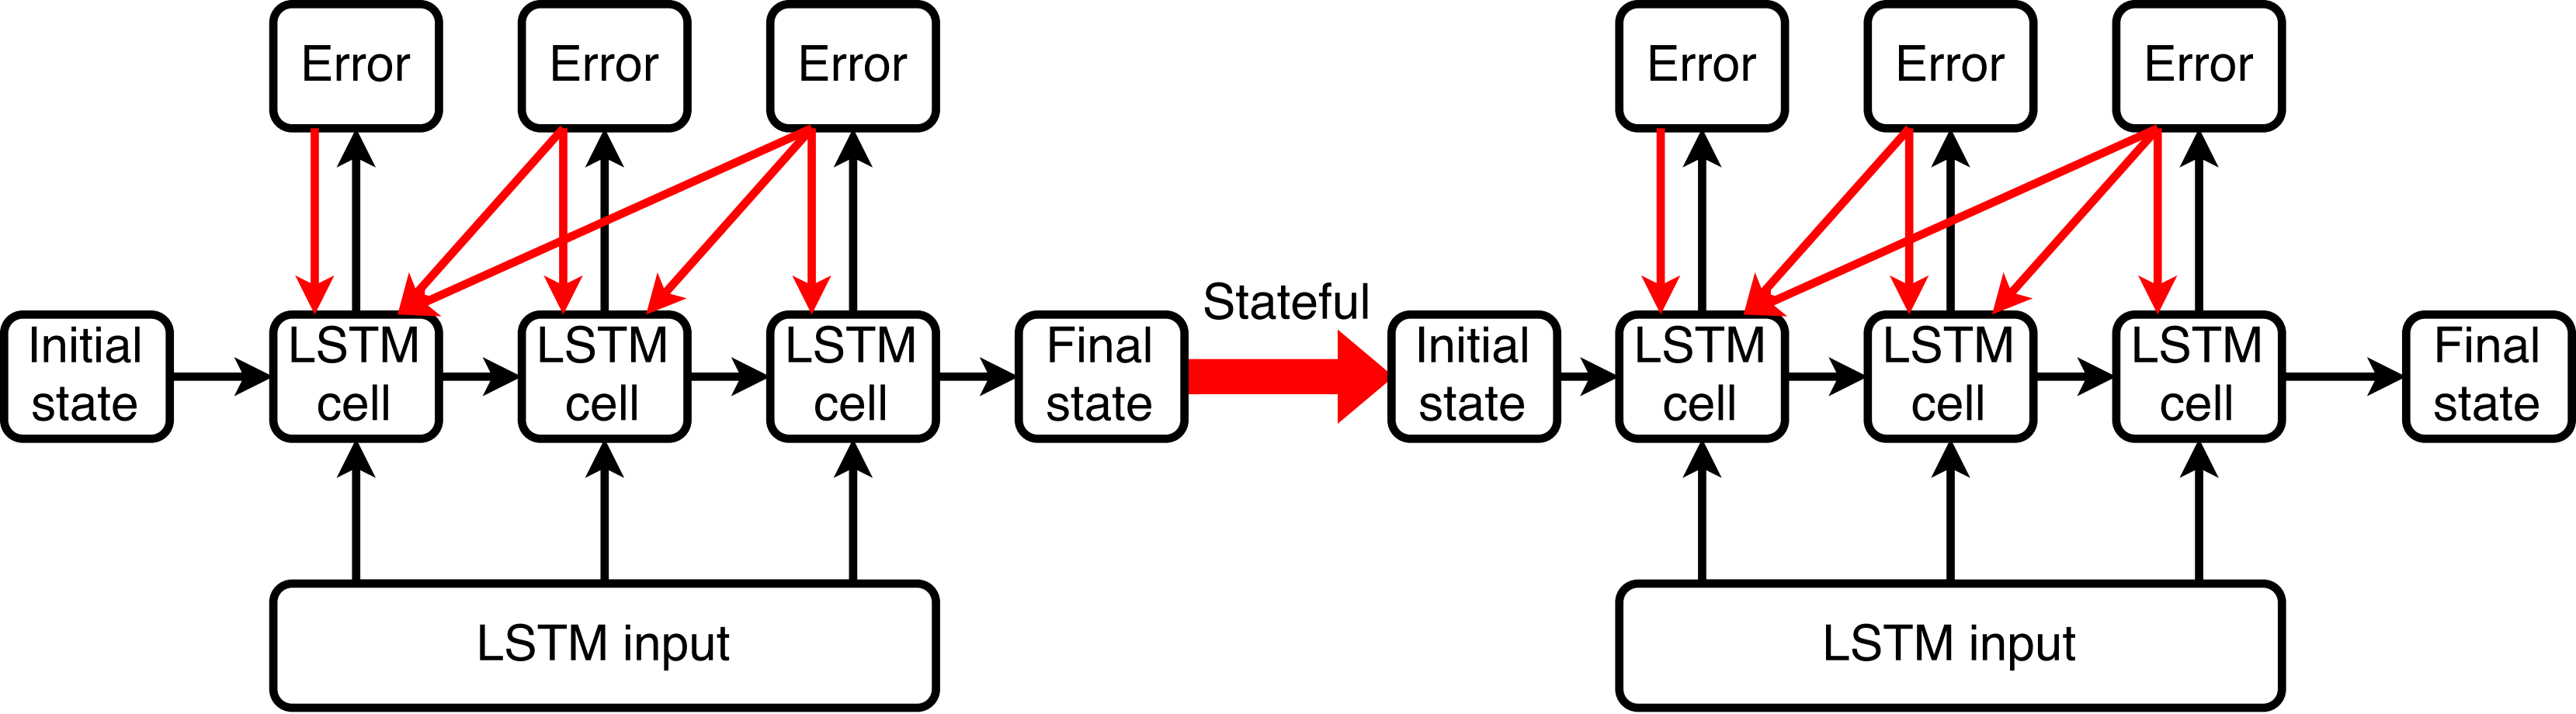 Error
Error
Error
Error
Error
Error
Stateful
Initial
state
LSTM
cell
LSTM
cell
LSTM
cell
Final
state
Initial
state
LSTM
cell
LSTM
cell
LSTM
cell
Final
state
LSTM input
LSTM input